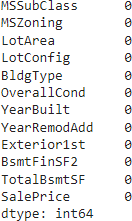 MSSubClass 0
MSZoning 0
LotArea 0
LotConfig 0
BldgType 0
OverallCond 0
YearBuilt 0
YearRemodAdd 0
Exterior1st 0
BsmtFinSF2 0
TotalBsmtSF 0
SalePrice 0
dtype: int64